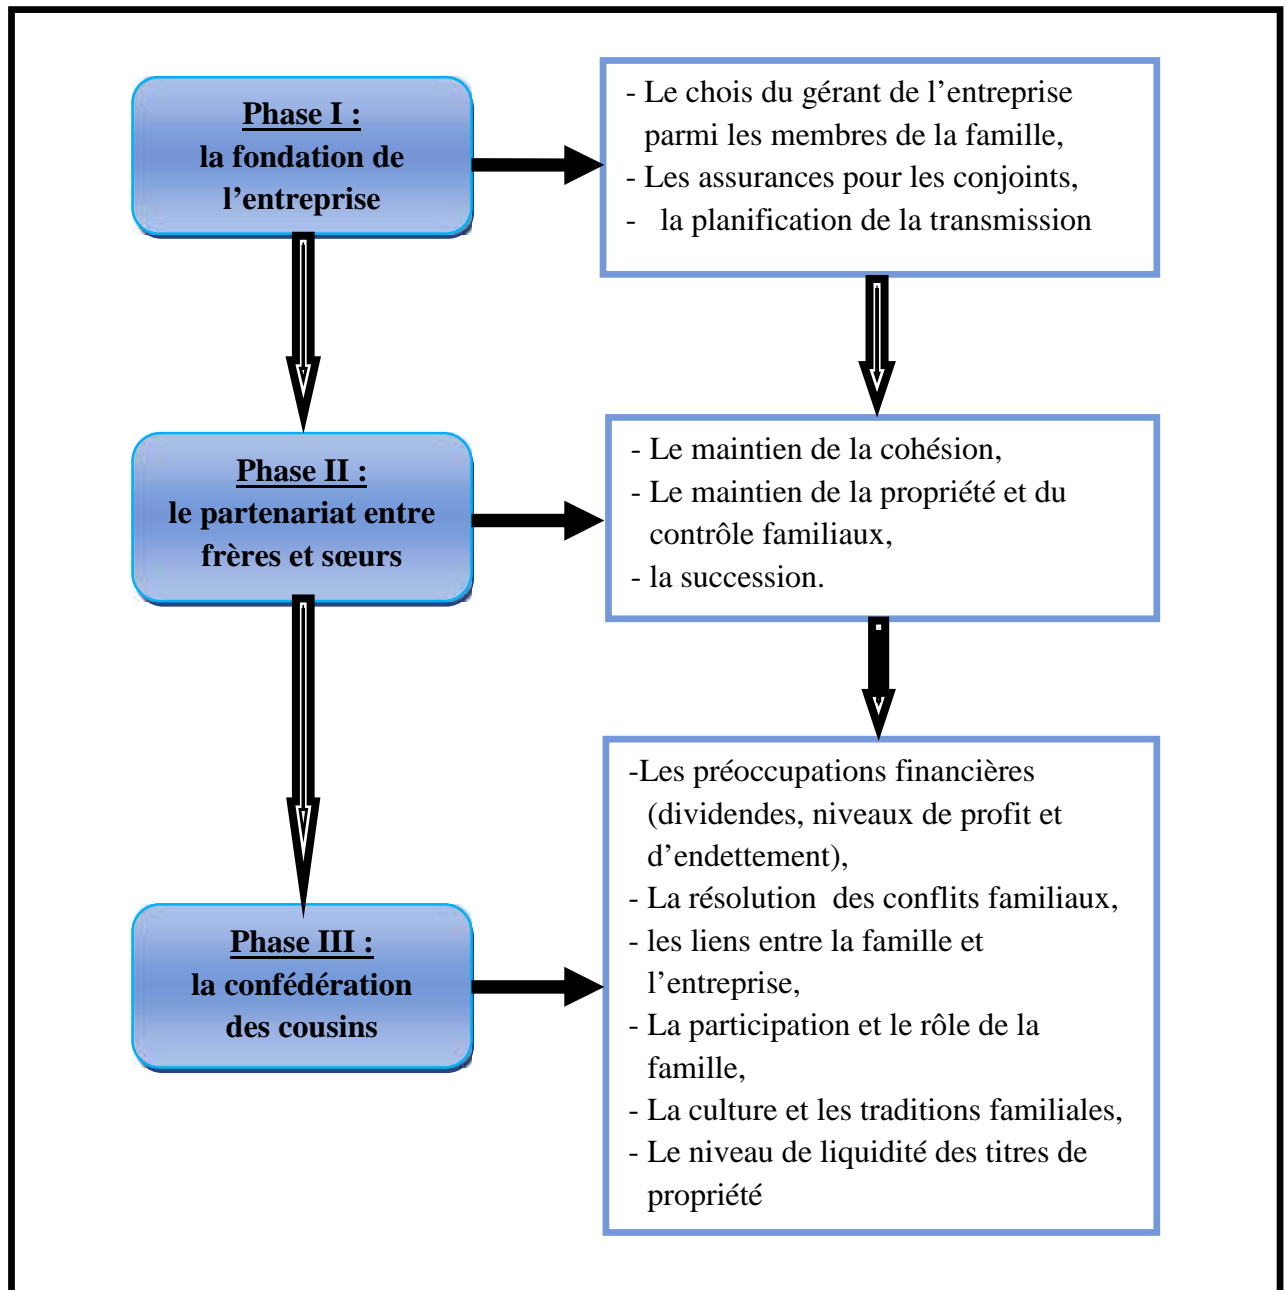 Phase I :
la fondation de
l’entreprise
- Le chois du gérant de l’entreprise
parmi les membres de la famille,
- Les assurances pour les conjoints,
- la planification de la transmission
Phase II :
le partenariat entre
frères et sœurs
- Le maintien de la cohésion,
- Le maintien de la propriété et du
contrôle familiaux,
- la succession.
Phase III :
la confédération
des cousins
-Les préoccupations financières
(dividendes, niveaux de profit et
d’endettement),
- La résolution des conflits familiaux,
- les liens entre la famille et
l’entreprise,
- La participation et le rôle de la
famille,
- La culture et les traditions familiales,
- Le niveau de liquidité des titres de
propriété